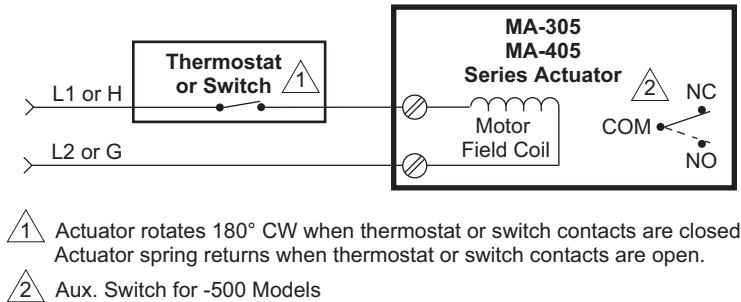 MA-305
MA-405
Series Actuator
Thermostat
or Switch
1
2
NC
L1 or H
COM
Motor
Field Coil
NO
L2 or G
1 Actuator rotates 180° CW when thermostat or switch contacts are closed
Actuator spring returns when thermostat or switch contacts are open.
2 Aux. Switch for -500 Models